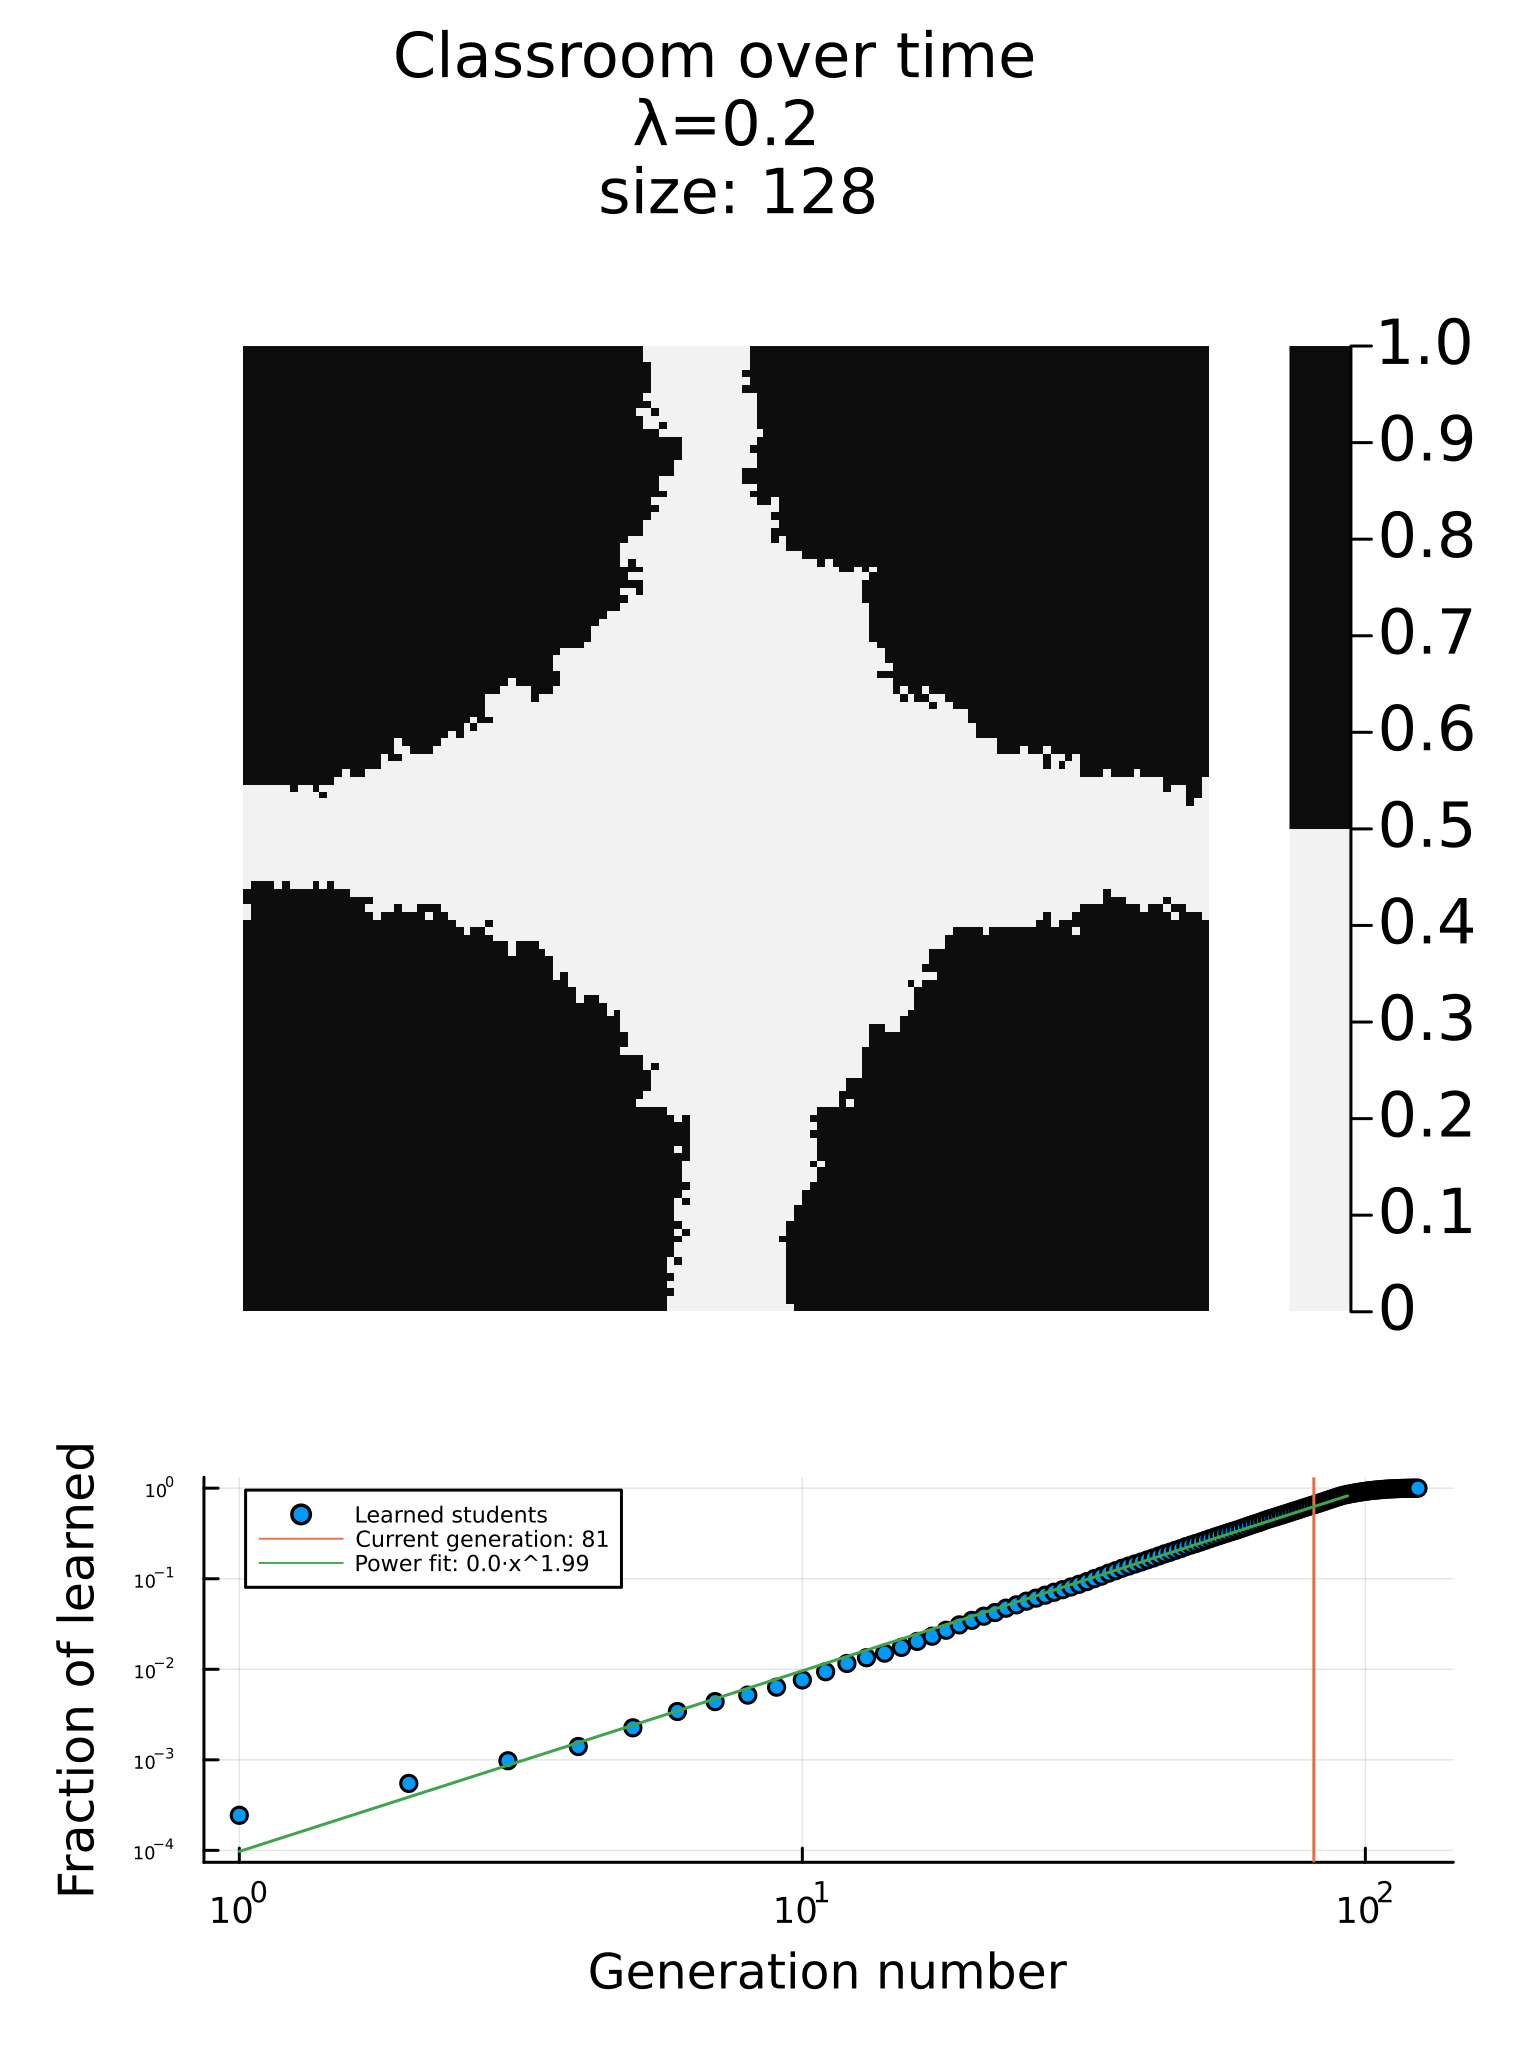 Classroom over time
λ=0.2
size: 128
1.0
0.9
0.8
0.7
0.6
0.5
0.4
0.3
0.2
0.1
0
Fraction of learned
10^0
10^-1
10^-2
10^-3
10^-4
Learned students
Current generation: 81
Power fit: 0.0·x^1.99
10^0 10^1 10^2
Generation number